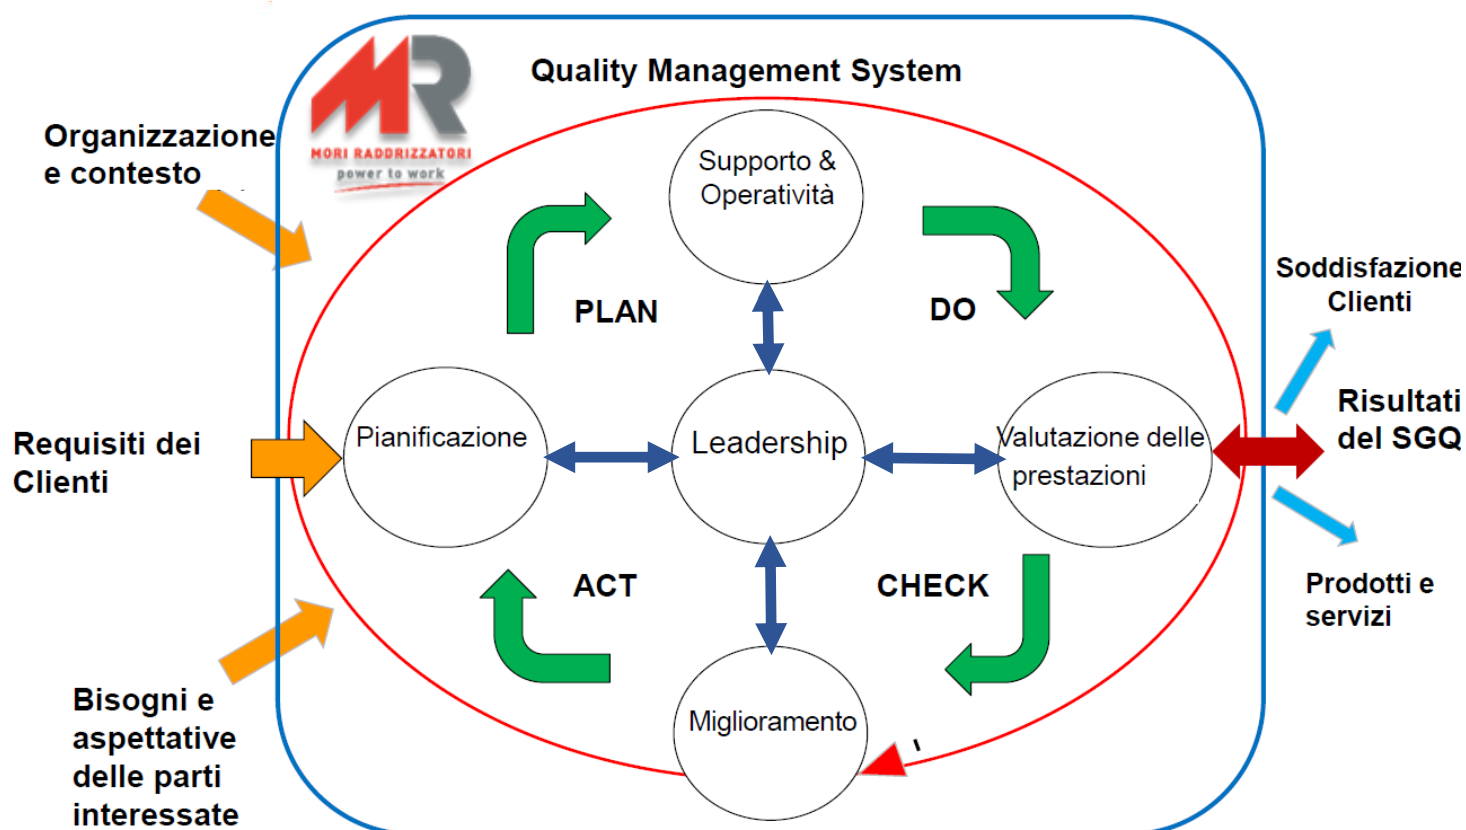 Quality Management System
MR
MORI RADDRIZZATORI
power to work
Organizzazione
e contesto
Supporto &
Operatività
PLAN
DO
Soddisfazione
Clienti
Requisiti dei
Clienti
Pianificazione
Leadership
Valutazione delle
prestazioni
Risultati
del SGQ
ACT
CHECK
Prodotti e
servizi
Bisogni e
aspettative
delle parti
interessate
Miglioramento